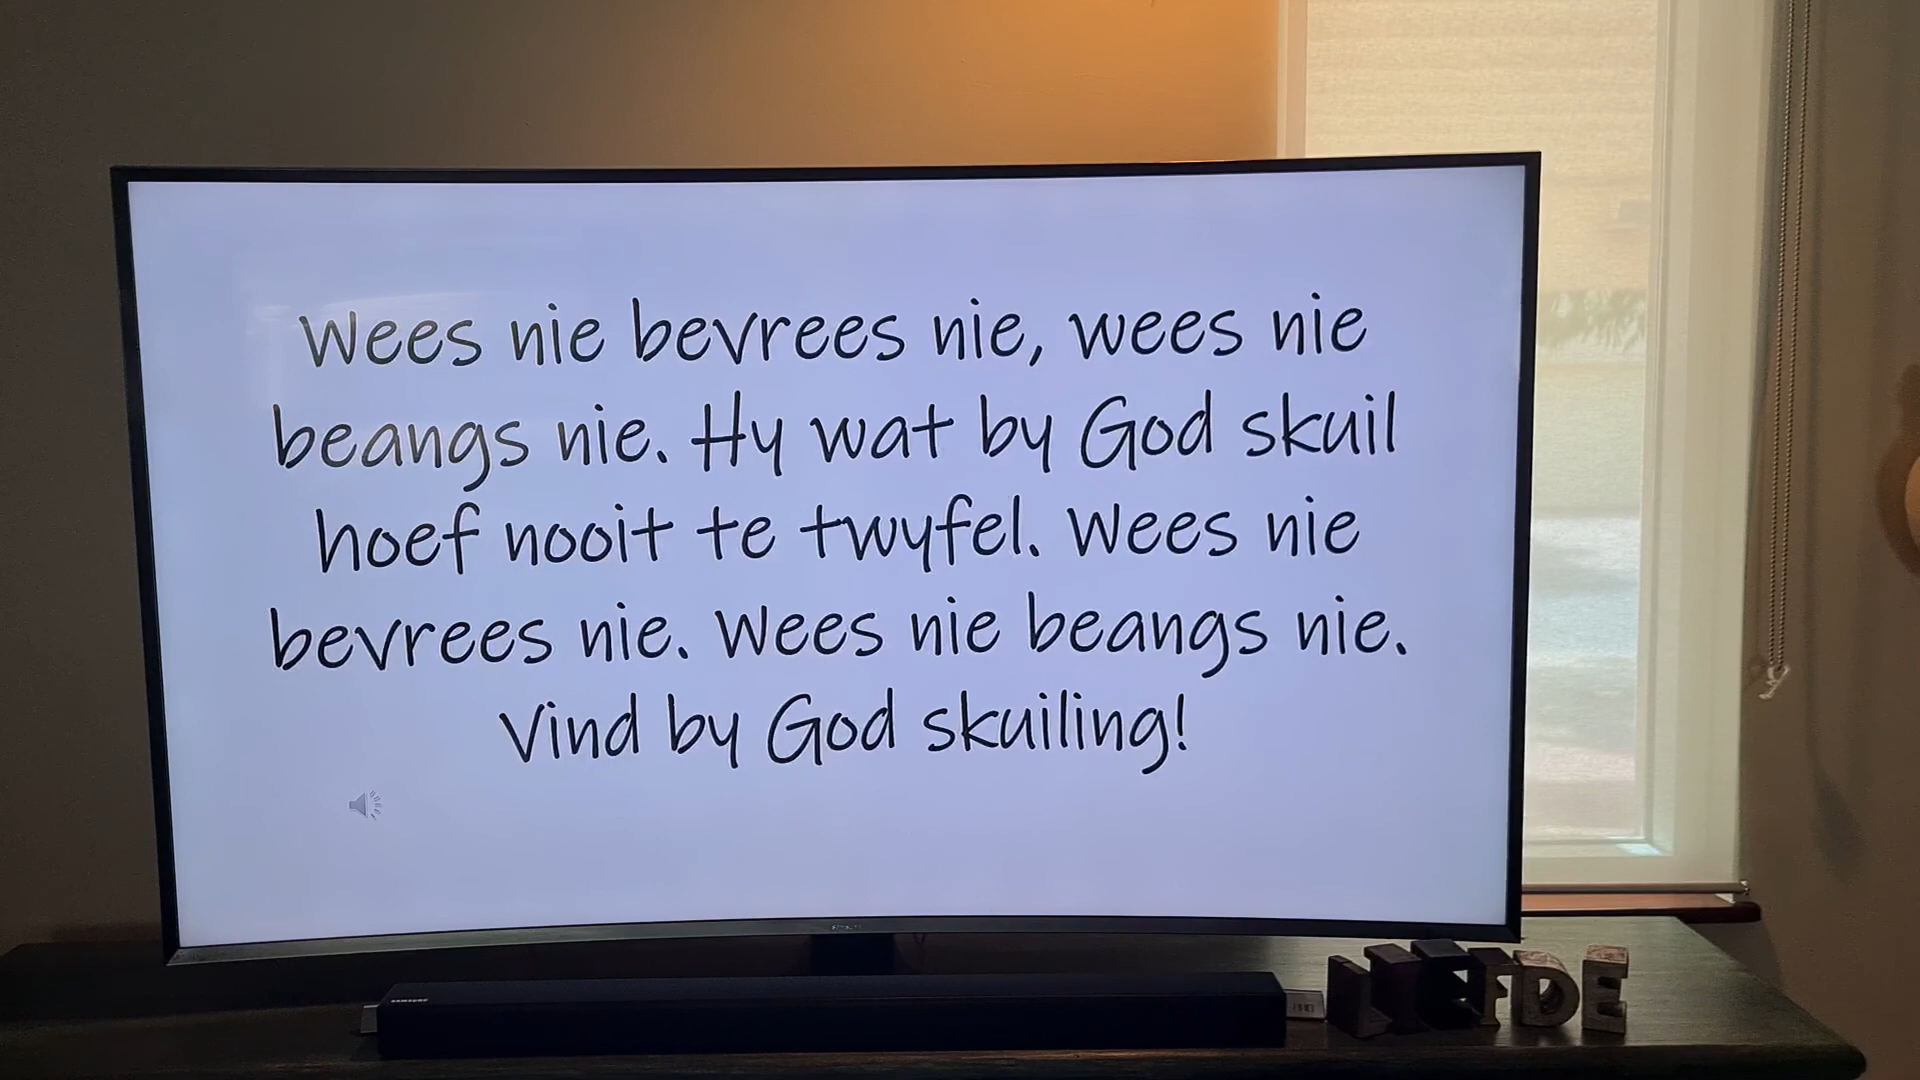 Wees nie bevrees nie, wees nie
beangs nie. Hy wat by God skuil
hoef nooit te twyfel. Wees nie
bevrees nie. Wees nie beangs nie.
Vind by God skuiling!
SAMSUNG
LIEFDE